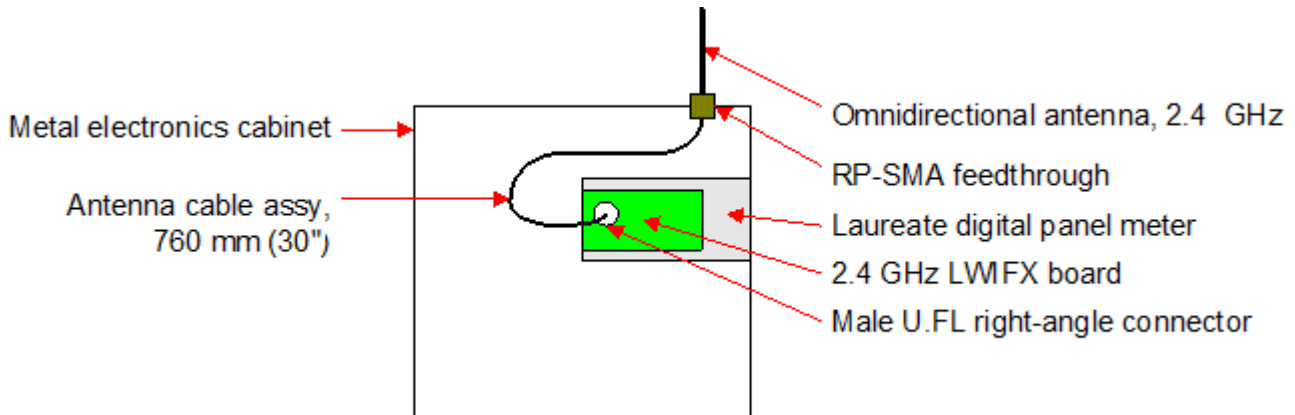 Metal electronics cabinet
Antenna cable assy,
760 mm (30")
Omnidirectional antenna, 2.4 GHz
RP-SMA feedthrough
Laureate digital panel meter
2.4 GHz LWIFX board
Male U.FL right-angle connector